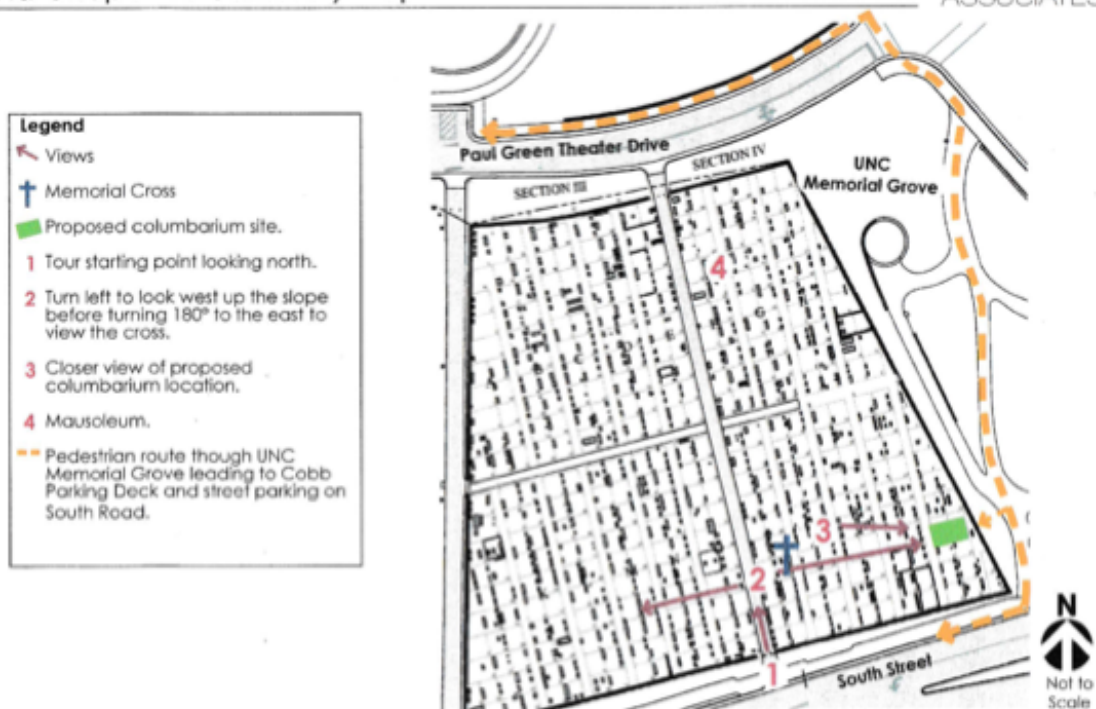 ASSOCIATES
Legend
Views
Memorial Cross
Proposed columbarium site.
1 Tour starting point looking north.
2 Turn left to look west up the slope
before turning 180° to the east to
view the cross.
3 Closer view of proposed
columbarium location.
4 Mausoleum.
Pedestrian route though UNC
Memorial Grove leading to Cobb
Parking Deck and street parking on
South Road.
Paul Green Theater Drive
SECTION III
SECTION IV
UNC
Memorial Grove
4
3
2
1
South Street
N
Not to
Scale